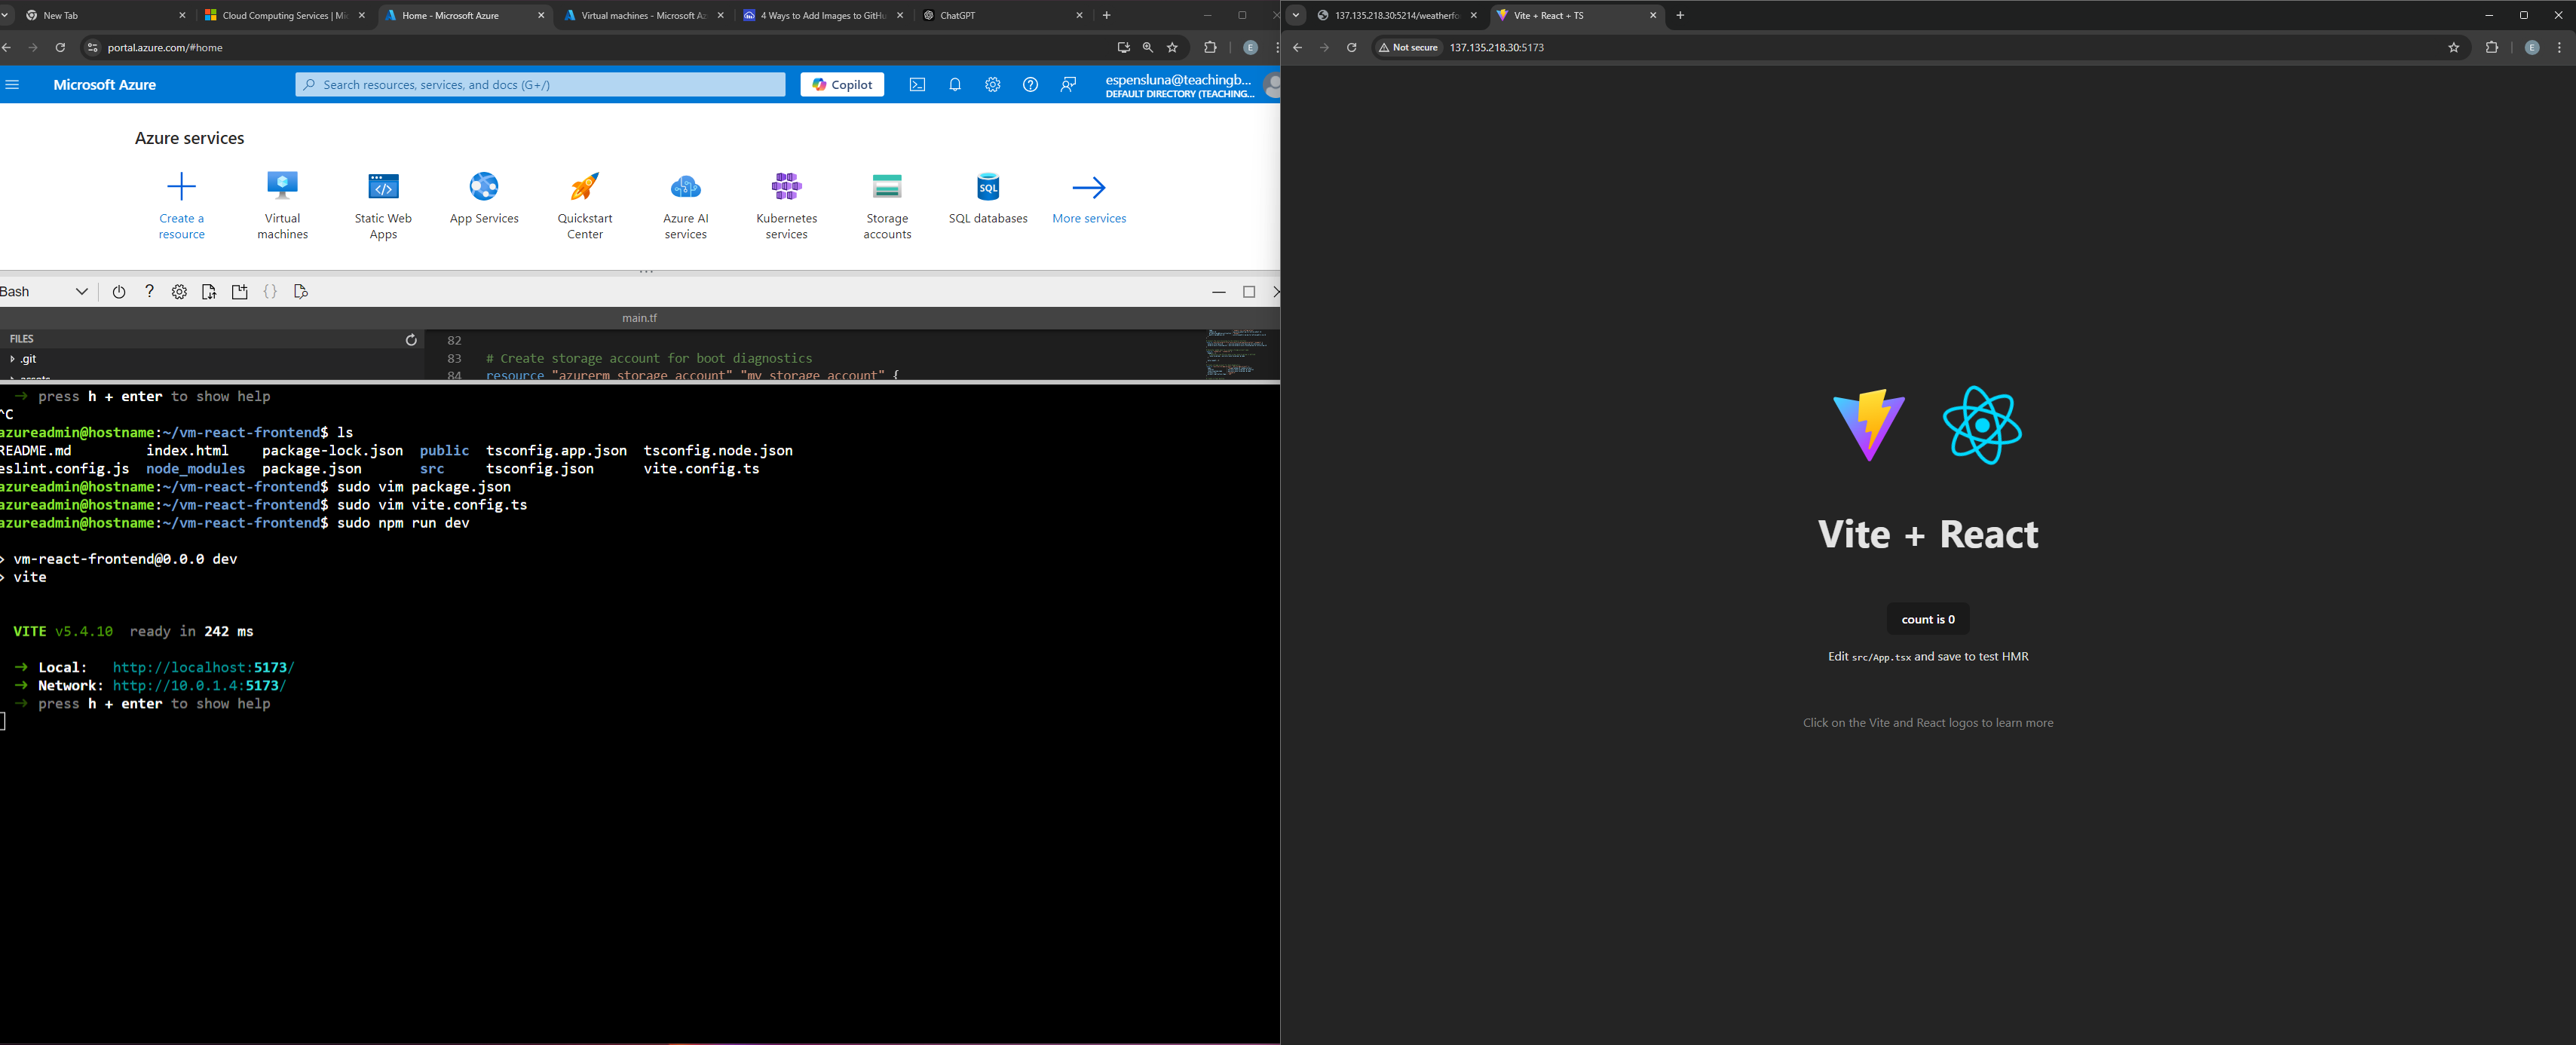 New Tab
Cloud Computing Services | Mi
Home - Microsoft Azure
Virtual machines - Microsoft Az
4 Ways to Add Images to GitHu
ChatGPT
portal.azure.com/#home
Microsoft Azure
Search resources, services, and docs (G+/)
Copilot
espensluna@teachingb...
DEFAULT DIRECTORY (TEACHING...
Azure services
Create a resource
Virtual machines
Static Web Apps
App Services
Quickstart Center
Azure AI services
Kubernetes services
Storage accounts
SQL databases
More services
Bash
main.tf
FILES
.git
assets
82
83 # Create storage account for boot diagnostics
84 resource "azurerm_storage_account" "my_storage_account" {
→ press h + enter to show help
^C
azureadmin@hostname:~/vm-react-frontend$ ls
README.md index.html package-lock.json public tsconfig.app.json tsconfig.node.json
eslint.config.js node_modules package.json src tsconfig.json vite.config.ts
azureadmin@hostname:~/vm-react-frontend$ sudo vim package.json
azureadmin@hostname:~/vm-react-frontend$ sudo vim vite.config.ts
azureadmin@hostname:~/vm-react-frontend$ sudo npm run dev
> vm-react-frontend@0.0.0 dev
> vite
VITE v5.4.10 ready in 242 ms
→ Local: http://localhost:5173/
→ Network: http://10.0.1.4:5173/
→ press h + enter to show help
137.135.218.30:5214/weatherfo
Vite + React + TS
Not secure 137.135.218.30:5173
Vite + React
count is 0
Edit src/App.tsx and save to test HMR
Click on the Vite and React logos to learn more